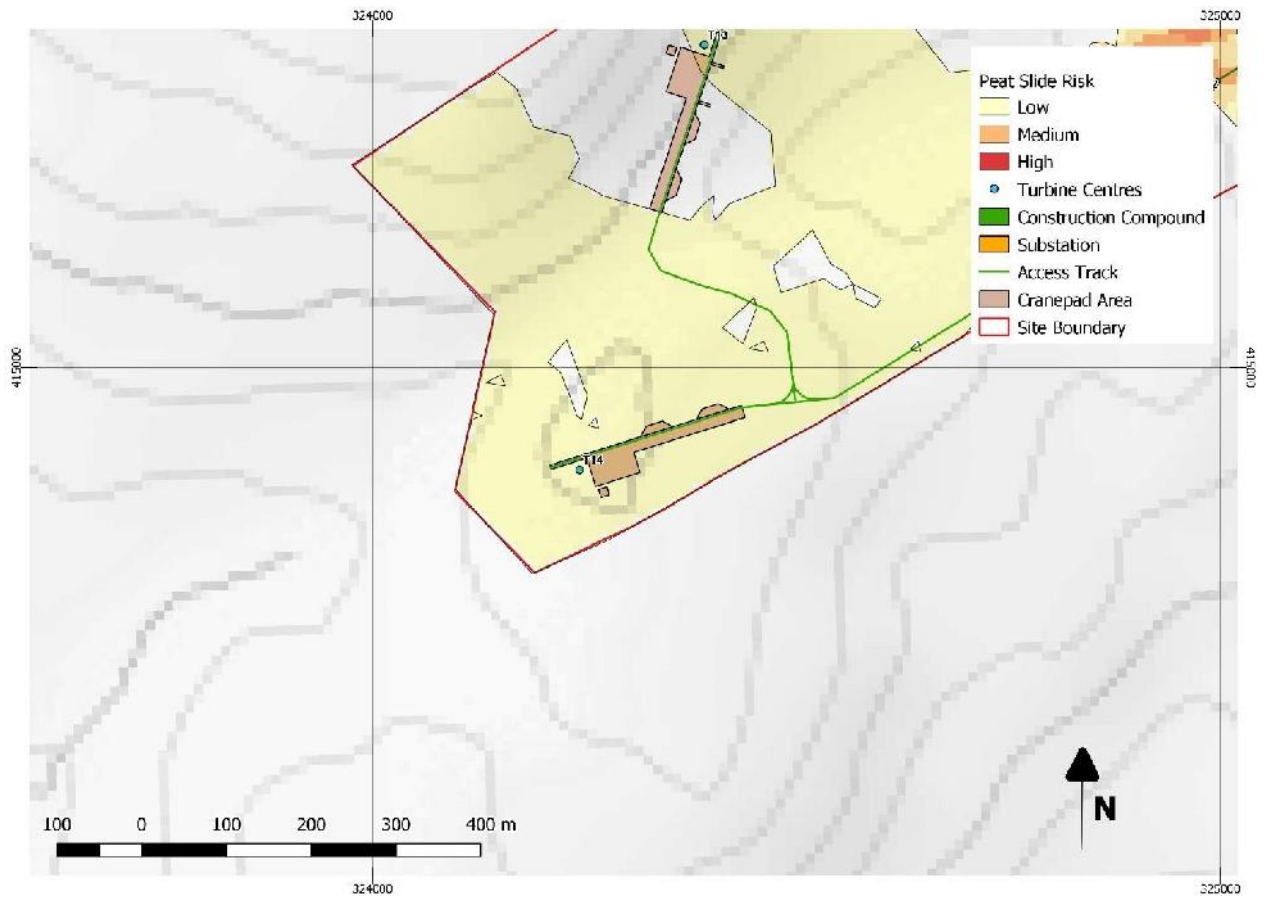 324000 325000
T13
Peat Slide Risk
Low
Medium
High
Turbine Centres
Construction Compound
Substation
Access Track
Cranepad Area
Site Boundary
415000 415000
T14
100 0 100 200 300 400 m
N
324000 325000